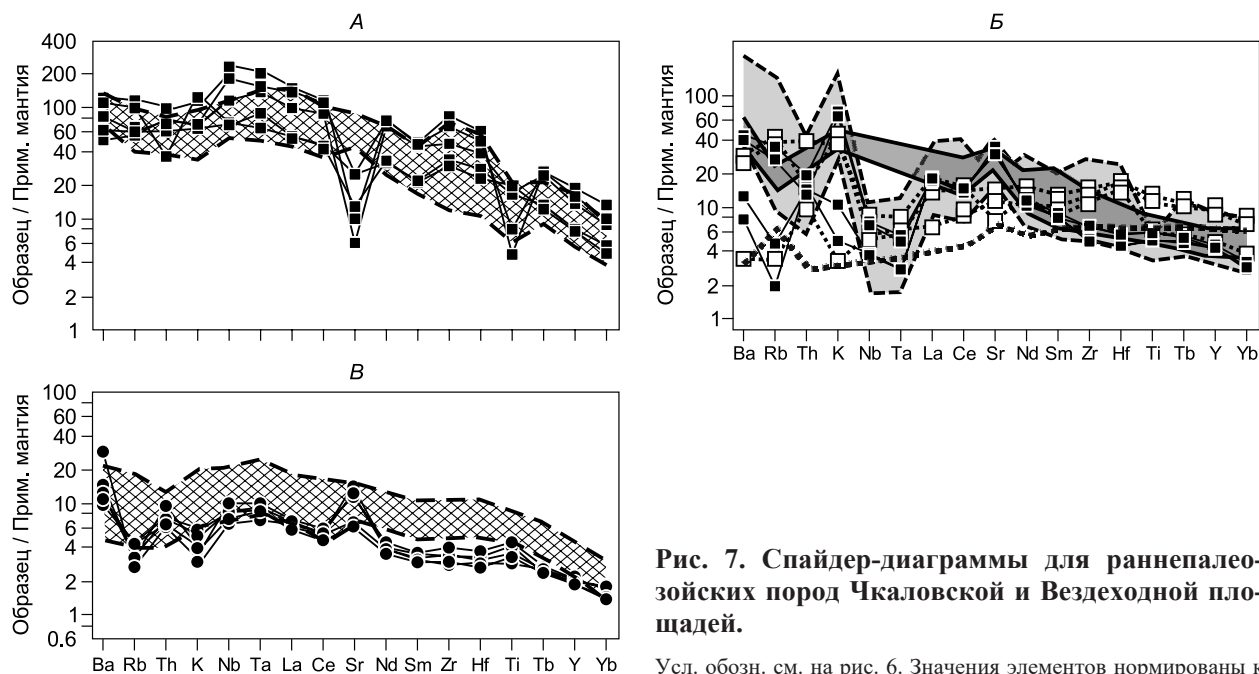 А
400
200
100
60
40
20
10
6
4
2
1
Образец / Прим. мантия
Б
100
60
40
20
10
6
4
2
1
Образец / Прим. мантия
Ba Rb Th K Nb Ta La Ce Sr Nd Sm Zr Hf Ti Tb Y Yb
В
100
60
40
20
10
6
4
2
1
0.6
Образец / Прим. мантия
Ba Rb Th K Nb Ta La Ce Sr Nd Sm Zr Hf Ti Tb Y Yb
Рис. 7. Спайдер-диаграммы для раннепалео-
зойских пород Чкаловской и Вездеходной пло-
щадей.
Усл. обозн. см. на рис. 6. Значения элементов нормированы к